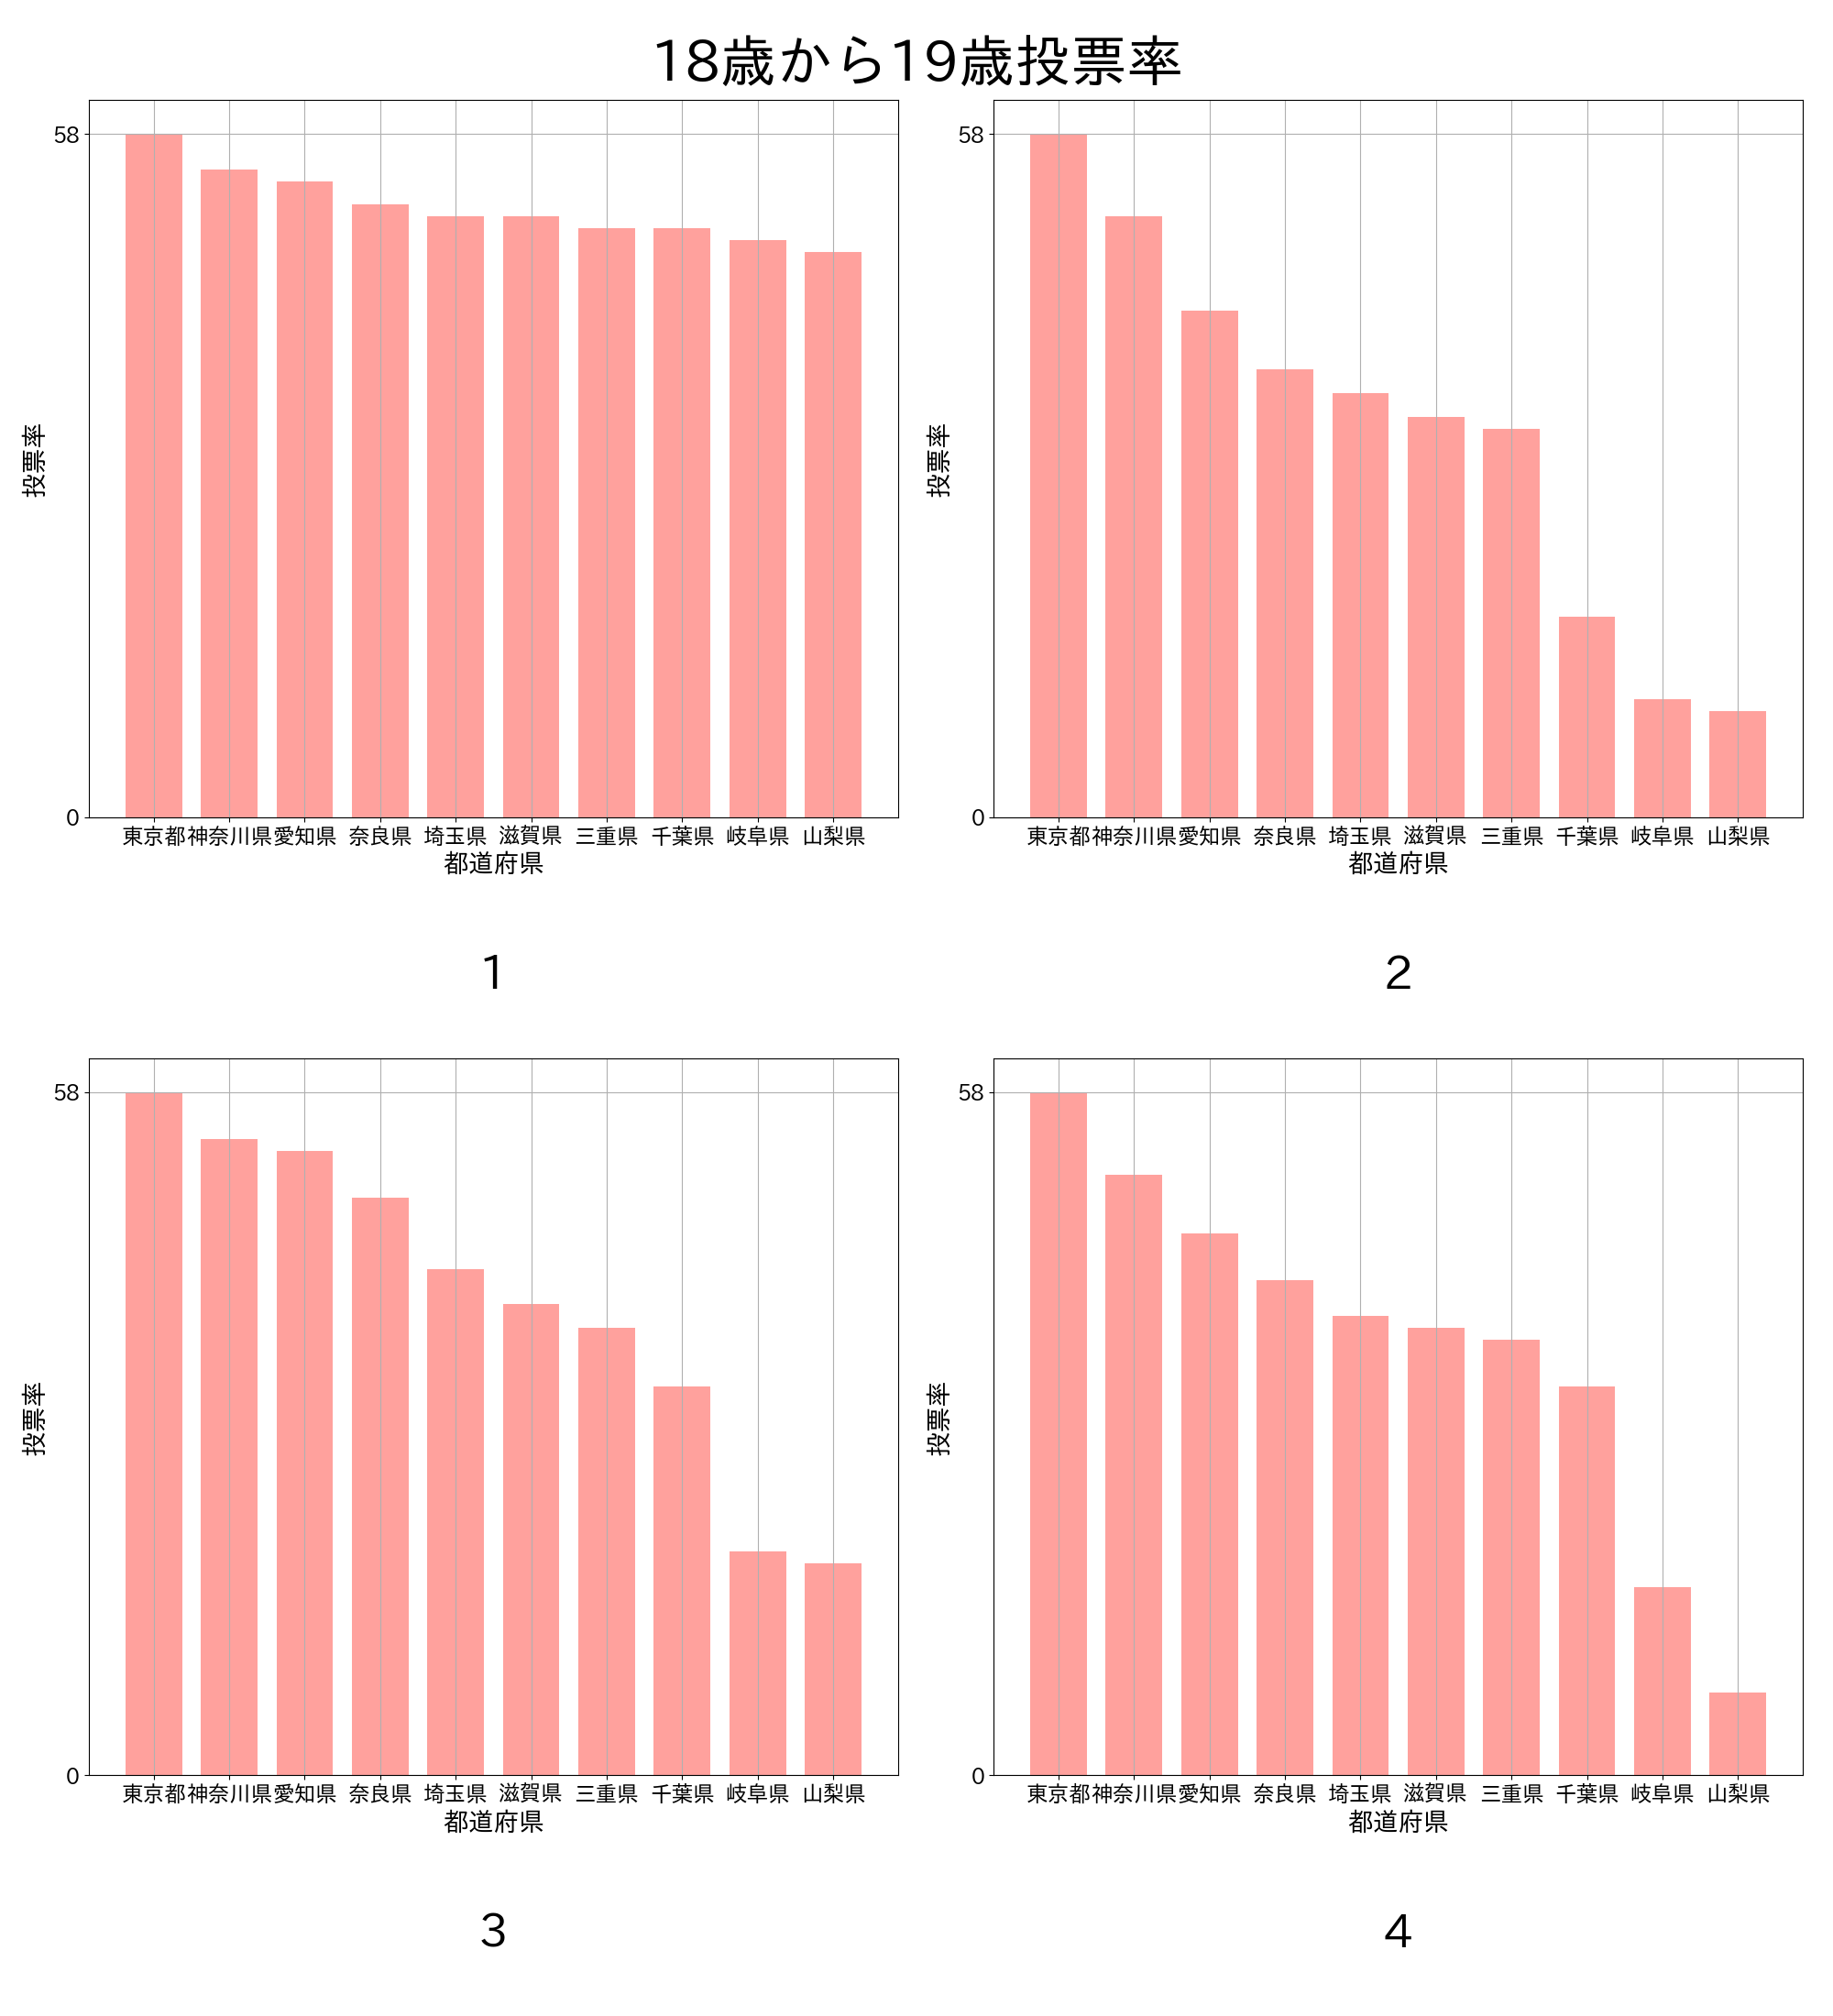 18歳から19歳投票率
58
0
投票率
東京都 神奈川県 愛知県 奈良県 埼玉県 滋賀県 三重県 千葉県 岐阜県 山梨県
都道府県
1
58
0
投票率
東京都 神奈川県 愛知県 奈良県 埼玉県 滋賀県 三重県 千葉県 岐阜県 山梨県
都道府県
2
58
0
投票率
東京都 神奈川県 愛知県 奈良県 埼玉県 滋賀県 三重県 千葉県 岐阜県 山梨県
都道府県
3
58
0
投票率
東京都 神奈川県 愛知県 奈良県 埼玉県 滋賀県 三重県 千葉県 岐阜県 山梨県
都道府県
4